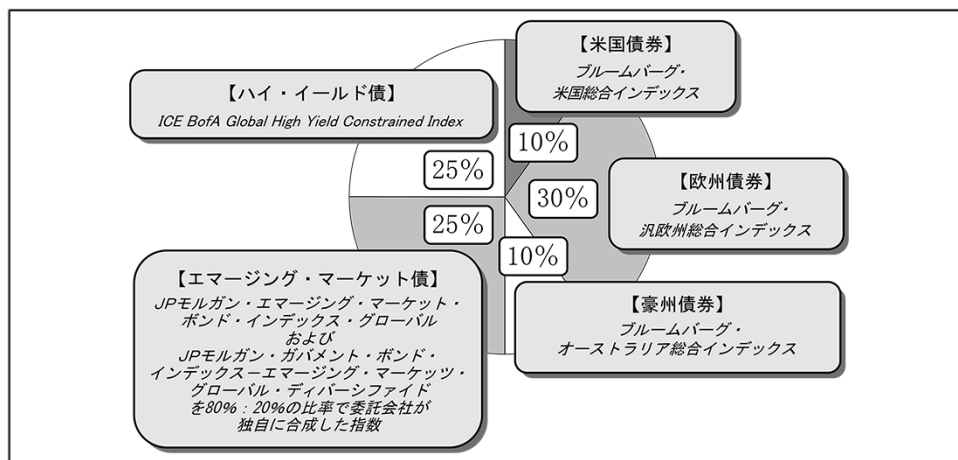 【米国債券】
ブルームバーグ・
米国総合インデックス
【ハイ・イールド債】
ICE BofA Global High Yield Constrained Index
10%
25%
30%
【欧州債券】
ブルームバーグ・
汎欧州総合インデックス
25%
10%
【エマージング・マーケット債】
JPモルガン・エマージング・マーケット・
ボンド・インデックス・グローバル
および
JPモルガン・ガバメント・ボンド・
インデックス−エマージング・マーケッツ・
グローバル・ディバーシファイド
を80%：20%の比率で委託会社が
独自に合成した指数
【豪州債券】
ブルームバーグ・
オーストラリア総合インデックス